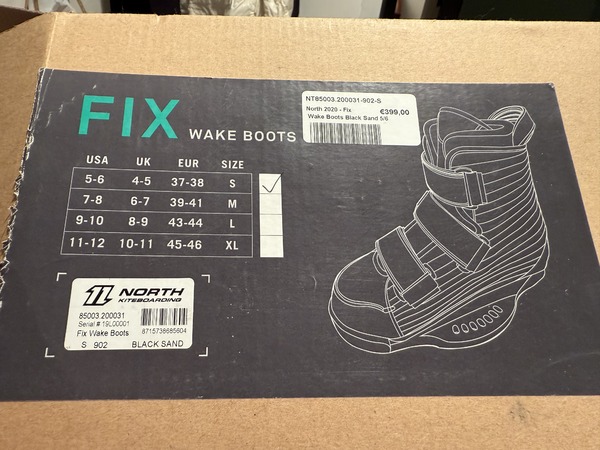 FIX WAKE BOOTS
NT85003.200031-902-S
North 2020 - Fix
€399,00
Wake Boots Black Sand 5/6
USA UK EUR SIZE
5-6 4-5 37-38 S ✓
7-8 6-7 39-41 M
9-10 8-9 43-44 L
11-12 10-11 45-46 XL
NORTH
KITEBOARDING
85003.200031
Serial # 19L00001
8715738685604
Fix Wake Boots
S 902 BLACK SAND